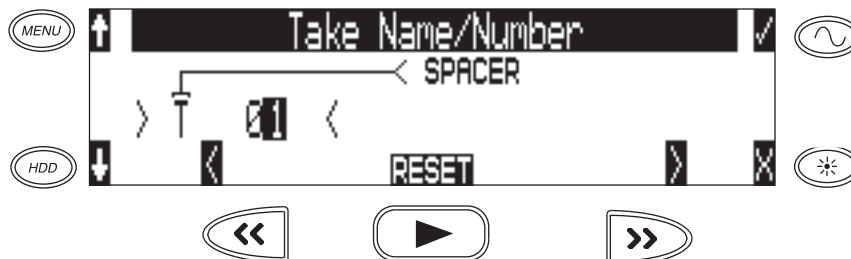 MENU
Take Name/Number
SPACER
01
HDD
RESET
X